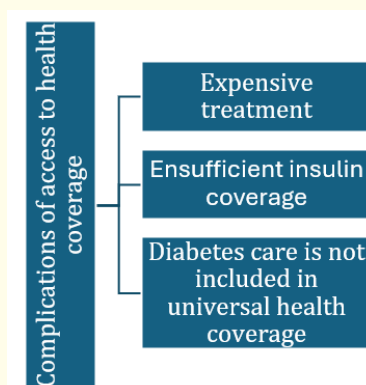 Complications of access to health
coverage
Expensive
treatment
Ensufficient insulin
coverage
Diabetes care is not
included in
universal health
coverage